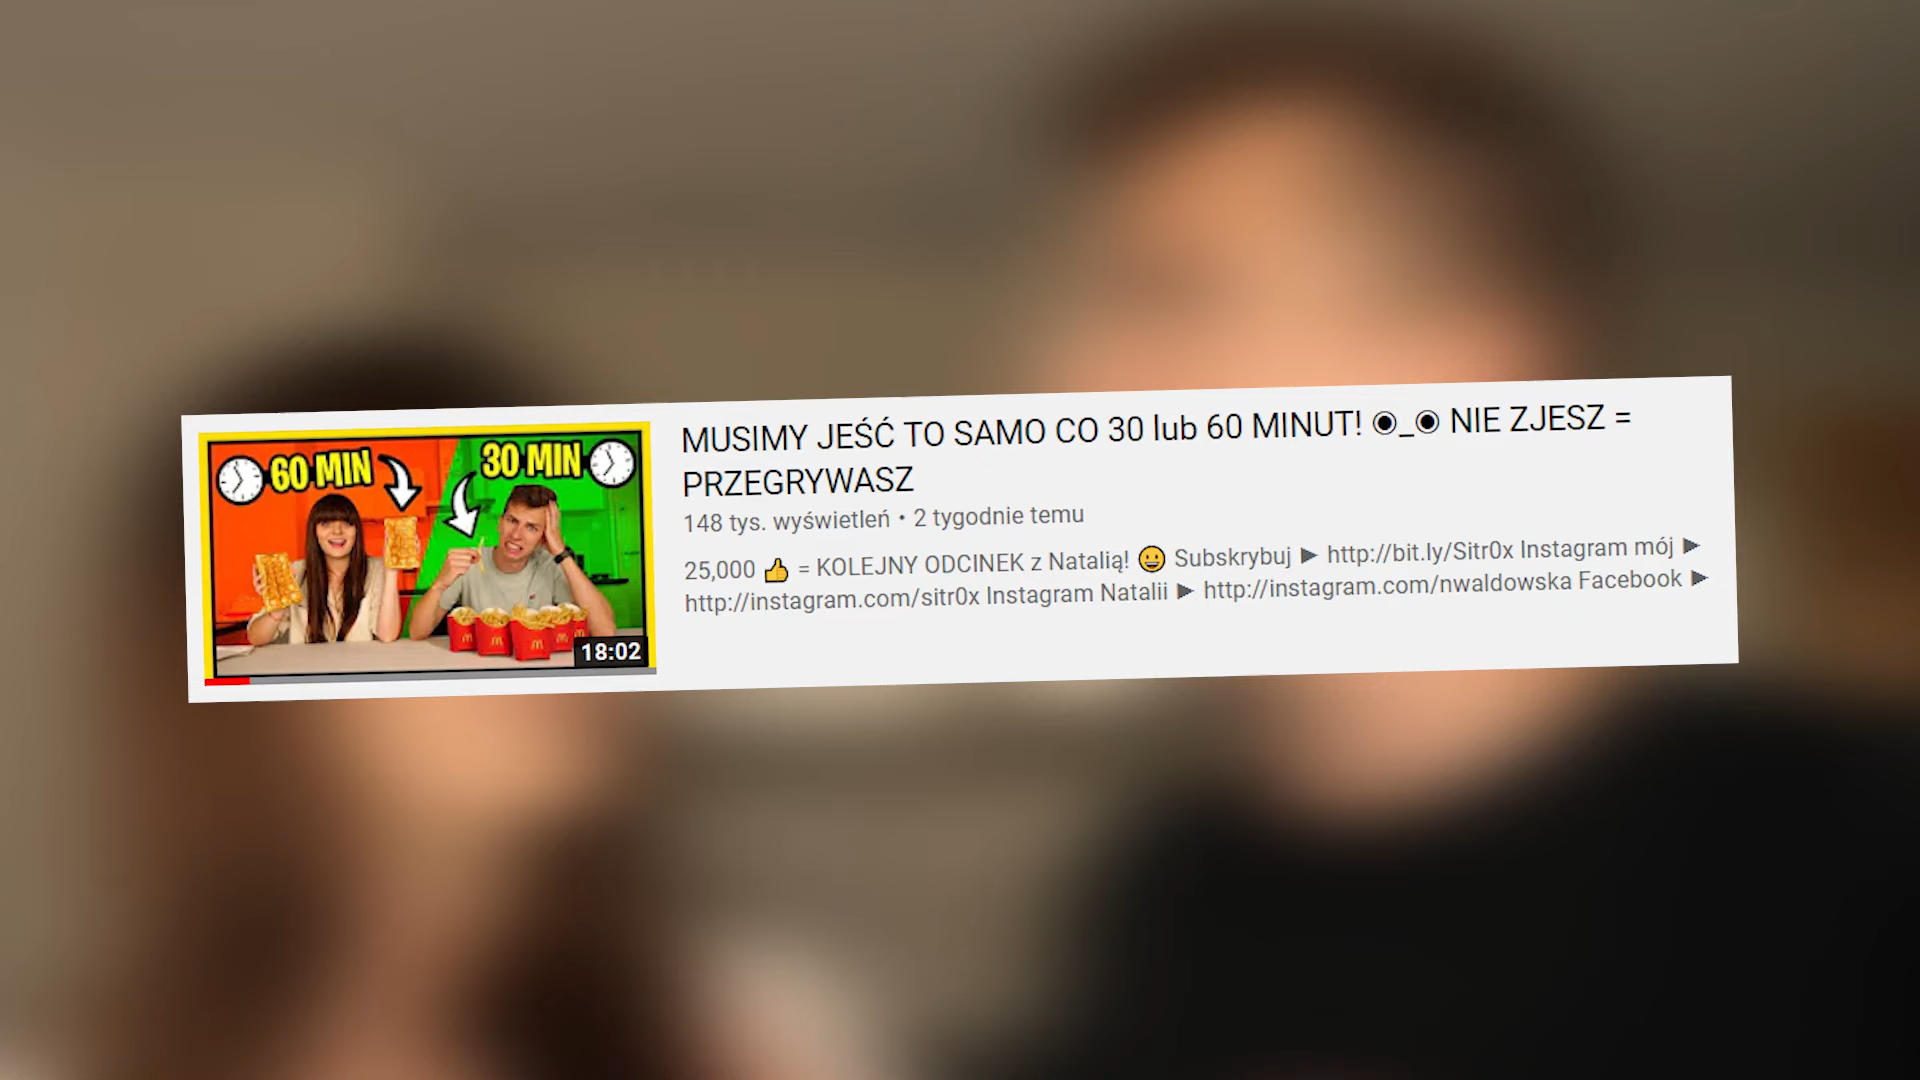 60 MIN
30 MIN
18:02
MUSIMY JEŚĆ TO SAMO CO 30 lub 60 MINUT! ◉_◉ NIE ZJESZ =
PRZEGRYWASZ
148 tys. wyświetleń • 2 tygodnie temu
25,000 👍 = KOLEJNY ODCINEK z Natalią! 😀 Subskrybuj ► http://bit.ly/Sitr0x Instagram mój ►
http://instagram.com/sitr0x Instagram Natalii ► http://instagram.com/nwaldowska Facebook ►